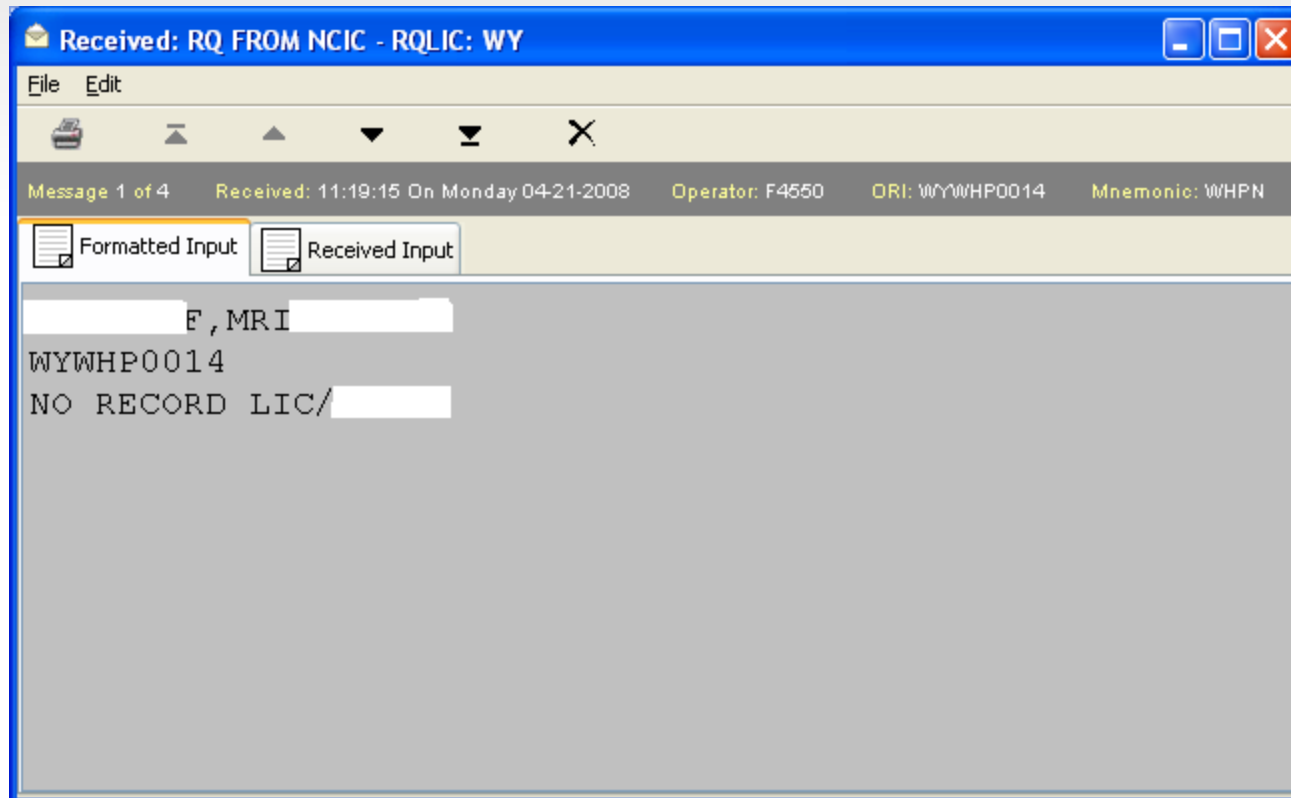 Received: RQ FROM NCIC - RQLIC: WY
File Edit
Message 1 of 4 Received: 11:19:15 On Monday 04-21-2008 Operator: F4550 ORI: WYWHP0014 Mnemonic: WHPN
Formatted Input Received Input
F,MRI
WYWHP0014
NO RECORD LIC/